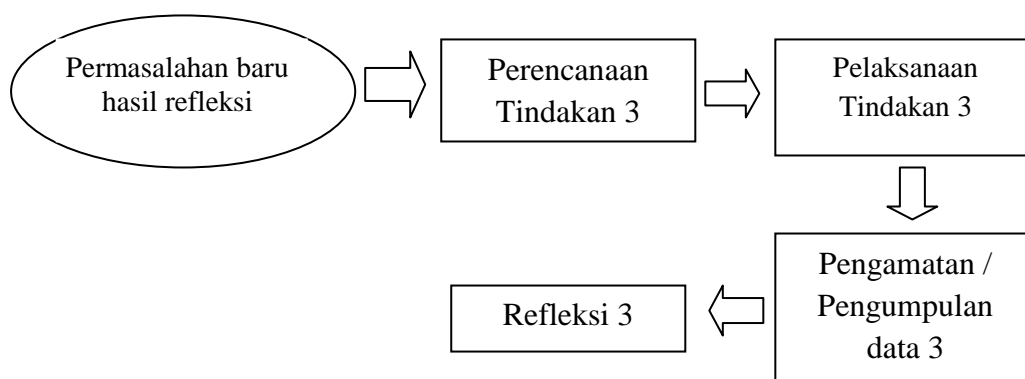 Permasalahan baru
hasil refleksi
Perencanaan
Tindakan 3
Pelaksanaan
Tindakan 3
Pengamatan /
Pengumpulan
data 3
Refleksi 3